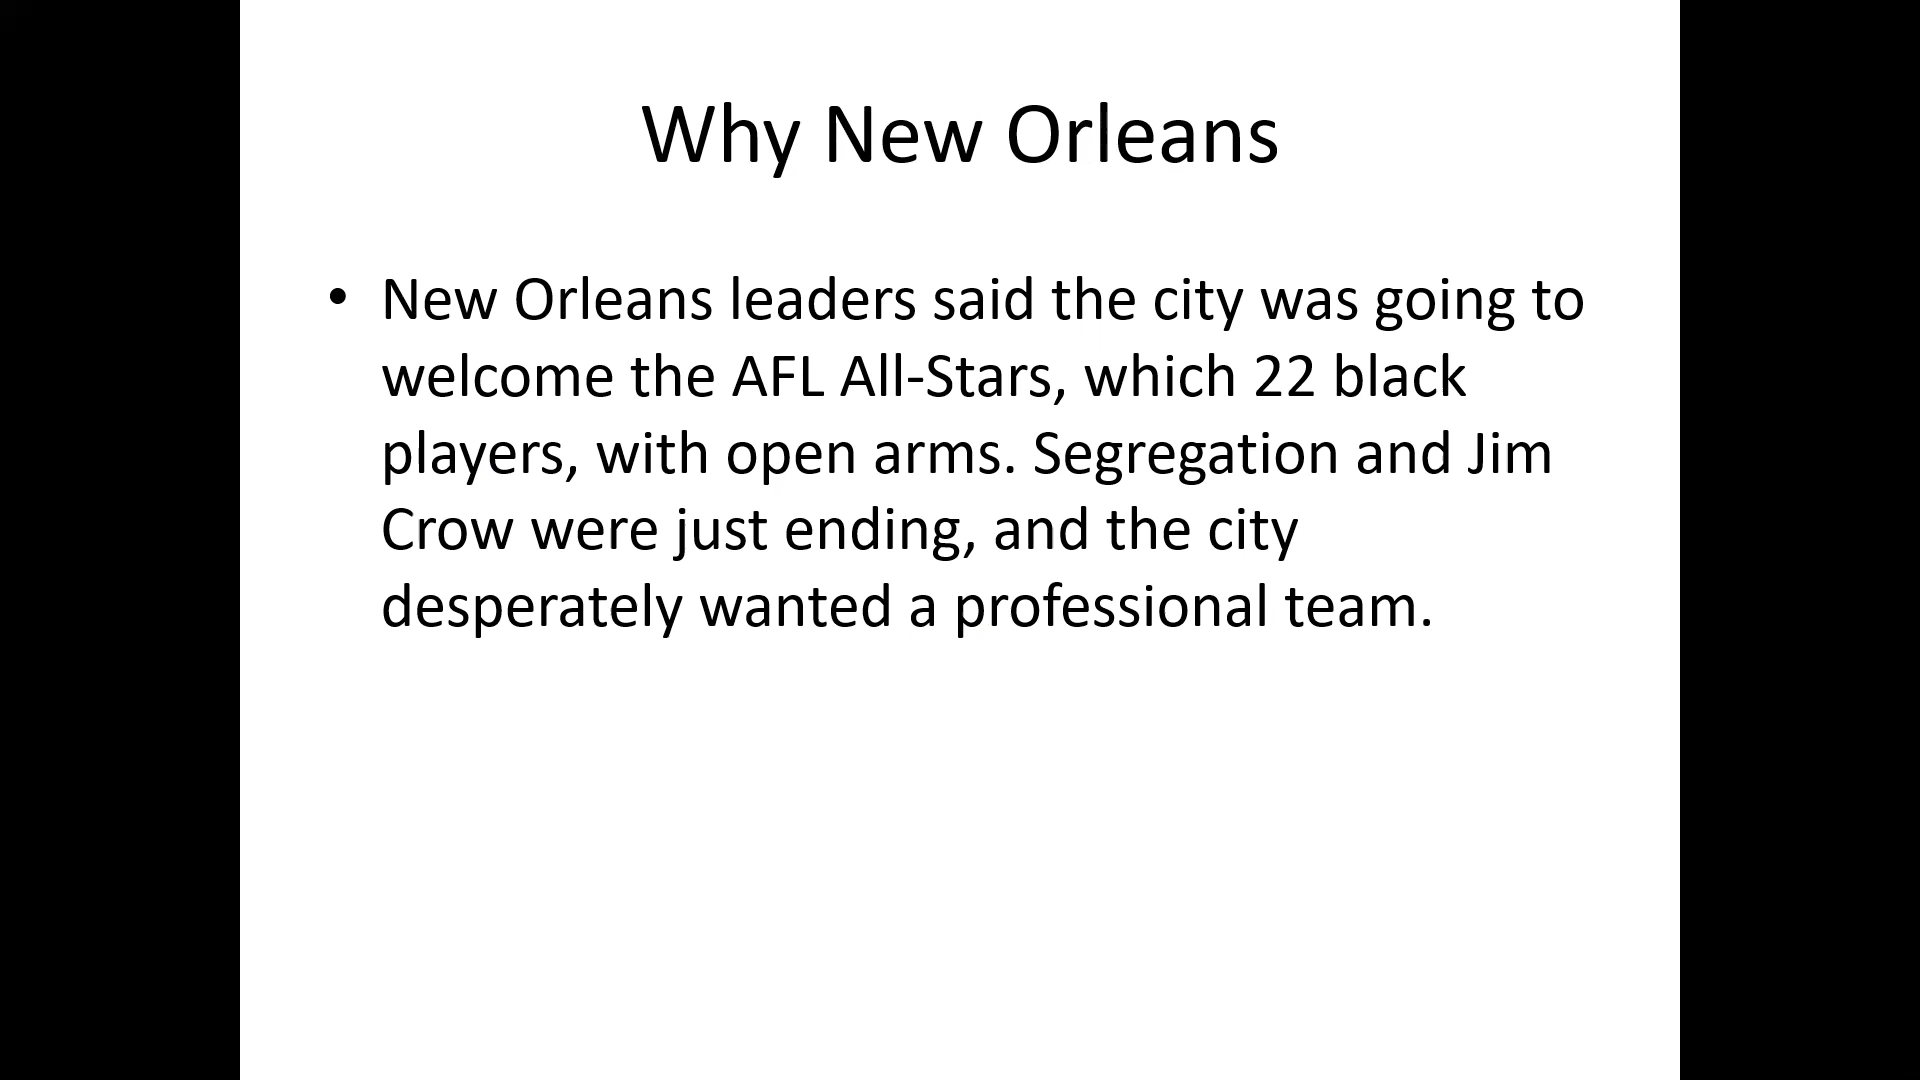 Why New Orleans
• New Orleans leaders said the city was going to
welcome the AFL All-Stars, which 22 black
players, with open arms. Segregation and Jim
Crow were just ending, and the city
desperately wanted a professional team.